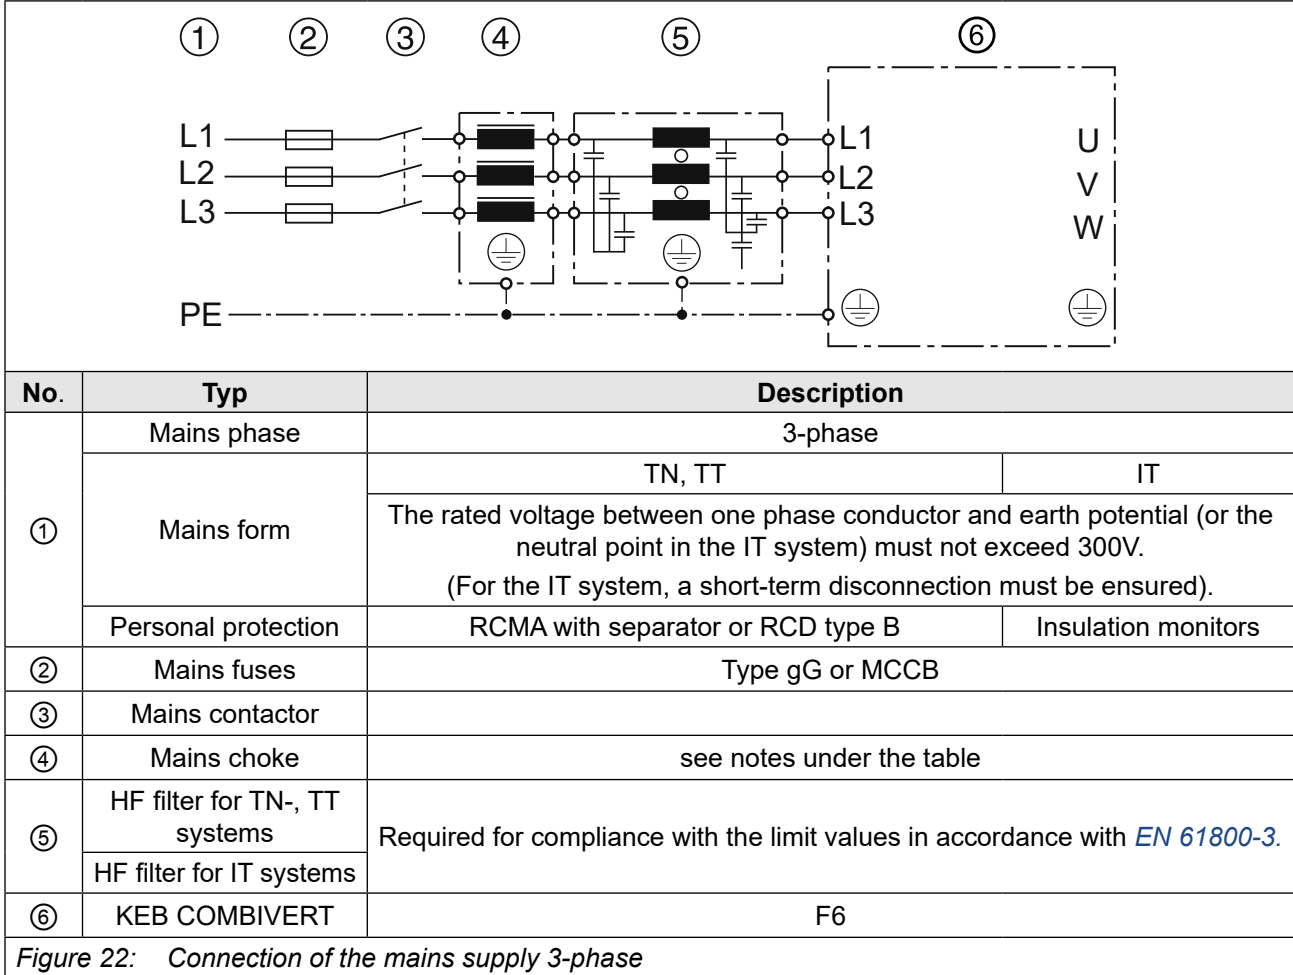 ① ② ③ ④ ⑤ ⑥
L1 L1 U
L2 L2 V
L3 L3 W
PE
No. Typ Description
① Mains phase 3-phase
Mains form TN, TT IT
The rated voltage between one phase conductor and earth potential (or the
neutral point in the IT system) must not exceed 300V.
(For the IT system, a short-term disconnection must be ensured).
Personal protection RCMA with separator or RCD type B Insulation monitors
② Mains fuses Type gG or MCCB
③ Mains contactor
④ Mains choke see notes under the table
⑤ HF filter for TN-, TT
systems
Required for compliance with the limit values in accordance with EN 61800-3.
HF filter for IT systems
⑥ KEB COMBIVERT F6
Figure 22: Connection of the mains supply 3-phase